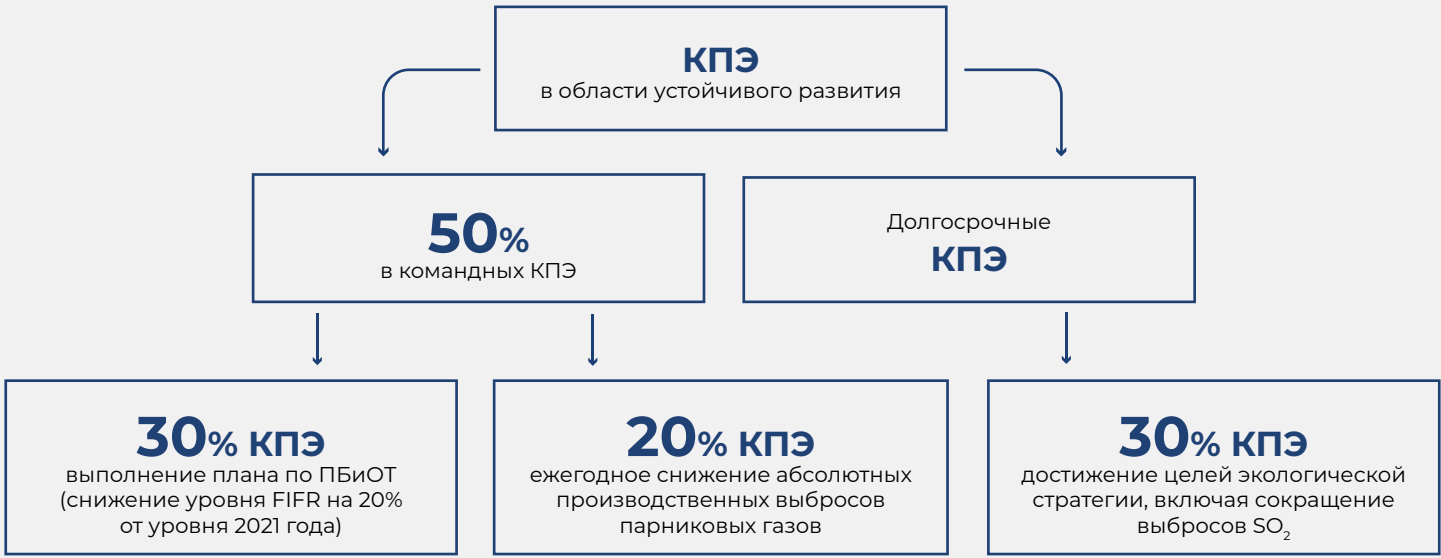 КПЭ
в области устойчивого развития
50%
в командных КПЭ
Долгосрочные
КПЭ
30% КПЭ
выполнение плана по ПБиОТ
(снижение уровня FIFR на 20%
от уровня 2021 года)
20% КПЭ
ежегодное снижение абсолютных
производственных выбросов
парниковых газов
30% КПЭ
достижение целей экологической
стратегии, включая сокращение
выбросов SO₂